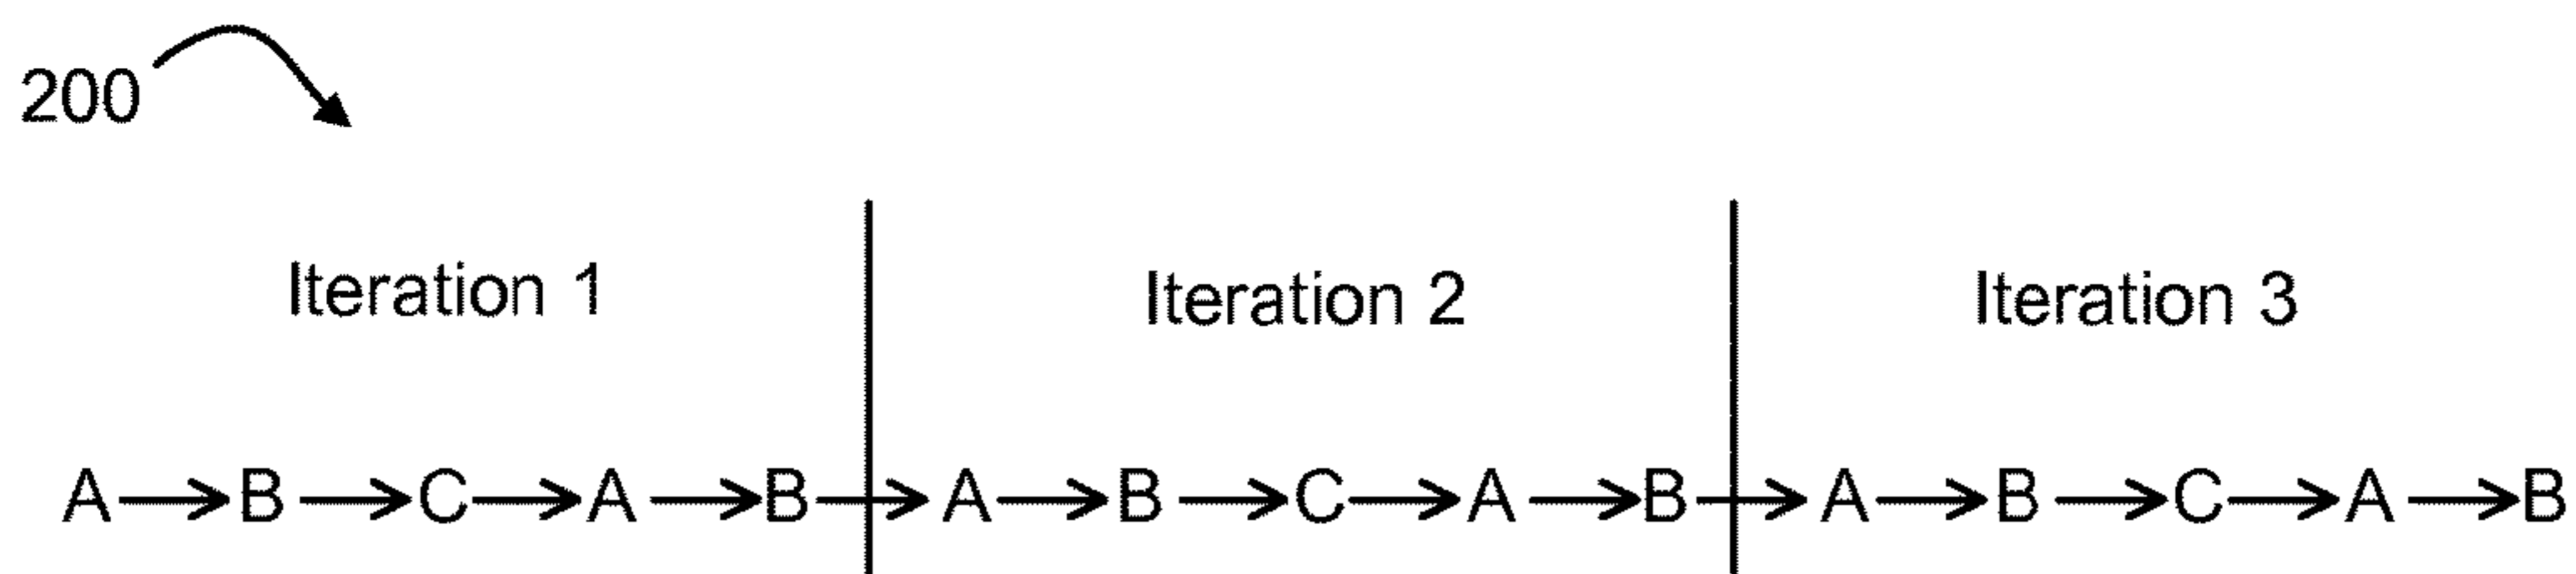 200
Iteration 1 Iteration 2 Iteration 3
A→B→C→A→B→A→B→C→A→B→A→B→C→A→B